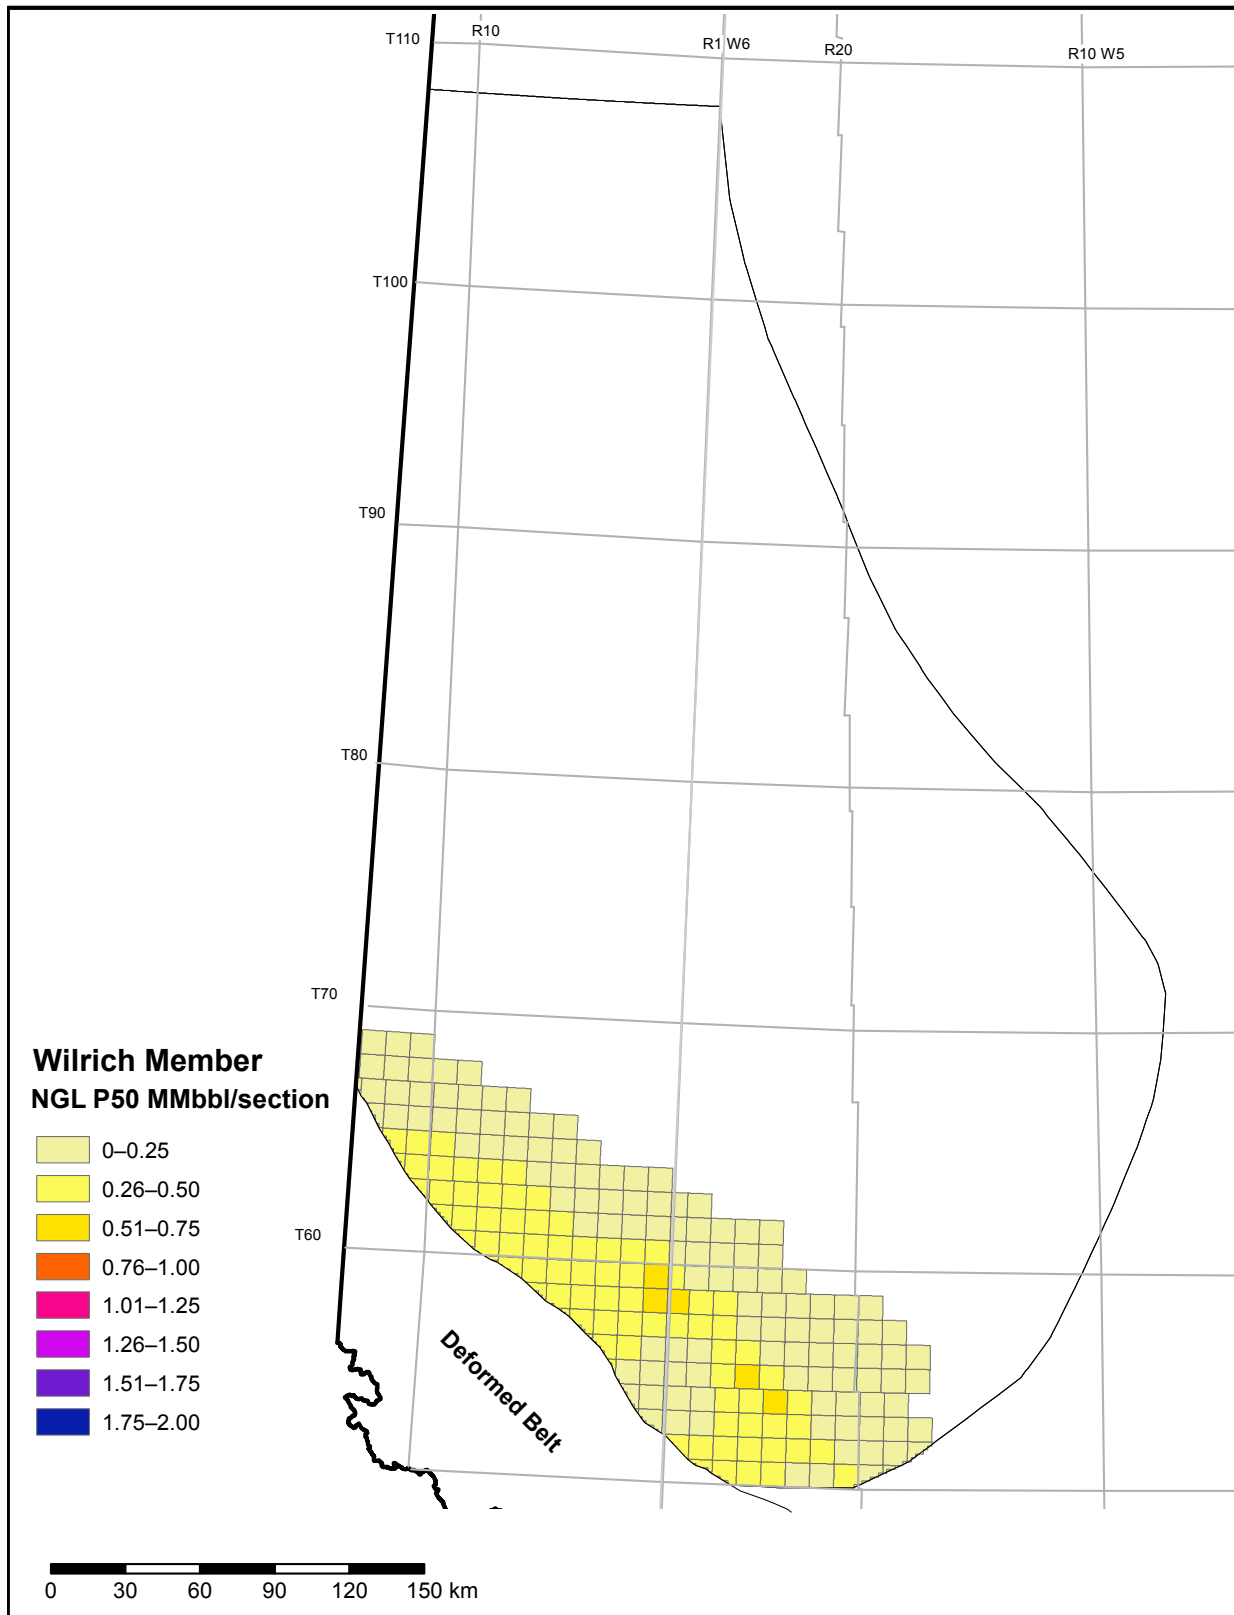 T110
R10
R1 W6
R20
R10 W5
T100
T90
T80
T70
Wilrich Member
NGL P50 MMbbl/section
0–0.25
0.26–0.50
0.51–0.75
0.76–1.00
1.01–1.25
1.26–1.50
1.51–1.75
1.75–2.00
T60
Deformed Belt
0 30 60 90 120 150 km